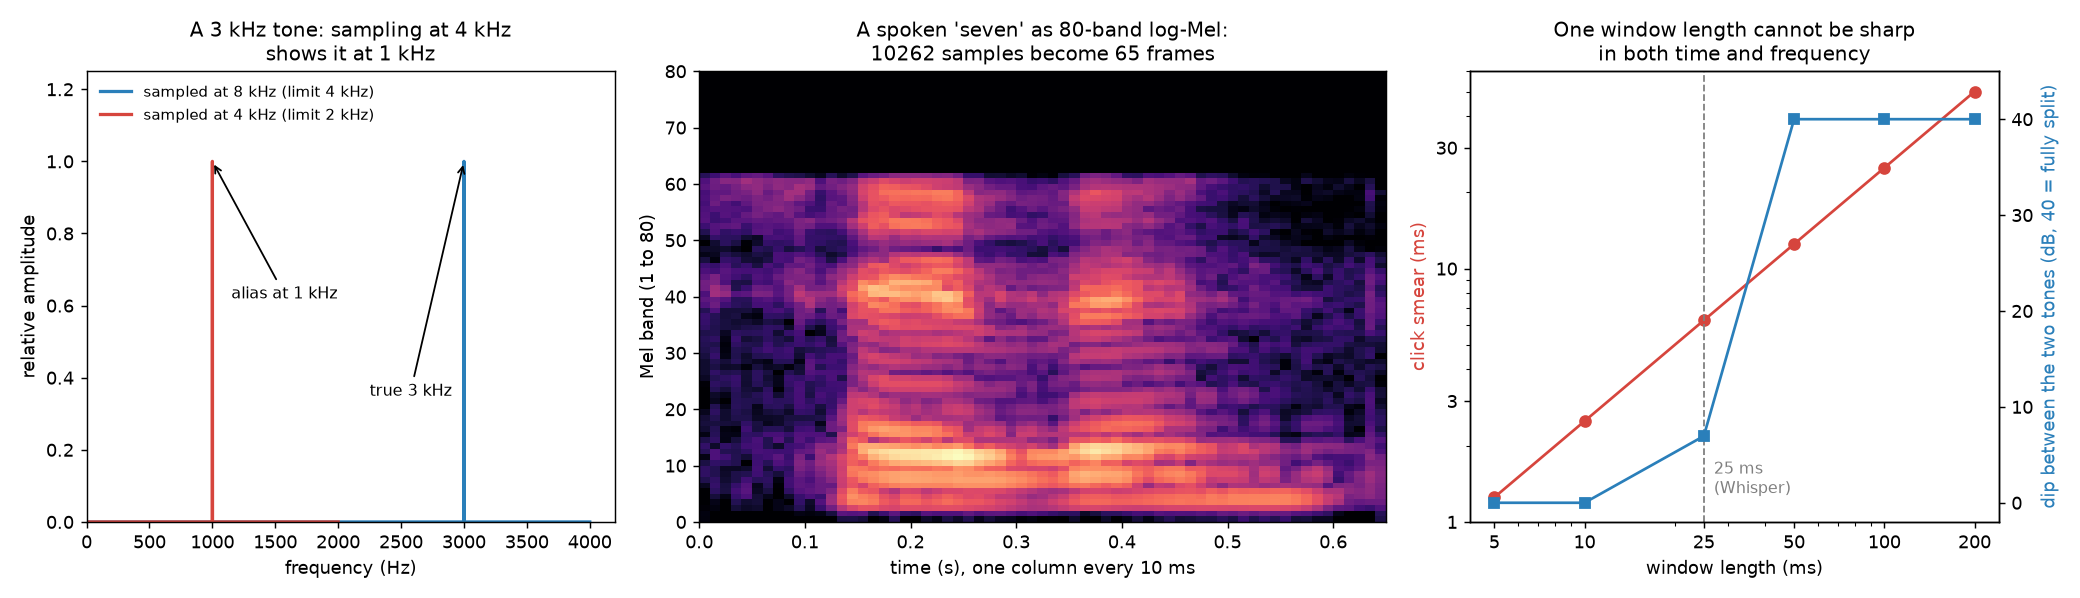 A 3 kHz tone: sampling at 4 kHz
shows it at 1 kHz
sampled at 8 kHz (limit 4 kHz)
sampled at 4 kHz (limit 2 kHz)
alias at 1 kHz
true 3 kHz
relative amplitude
1.2
1.0
0.8
0.6
0.4
0.2
0.0
0
500
1000
1500
2000
2500
3000
3500
4000
frequency (Hz)
A spoken 'seven' as 80-band log-Mel:
10262 samples become 65 frames
Mel band (1 to 80)
80
70
60
50
40
30
20
10
0
0.0
0.1
0.2
0.3
0.4
0.5
0.6
time (s), one column every 10 ms
One window length cannot be sharp
in both time and frequency
click smear (ms)
30
10
3
1
25 ms
(Whisper)
5
10
25
50
100
200
window length (ms)
40
30
20
10
0
dip between the two tones (dB, 40 = fully split)